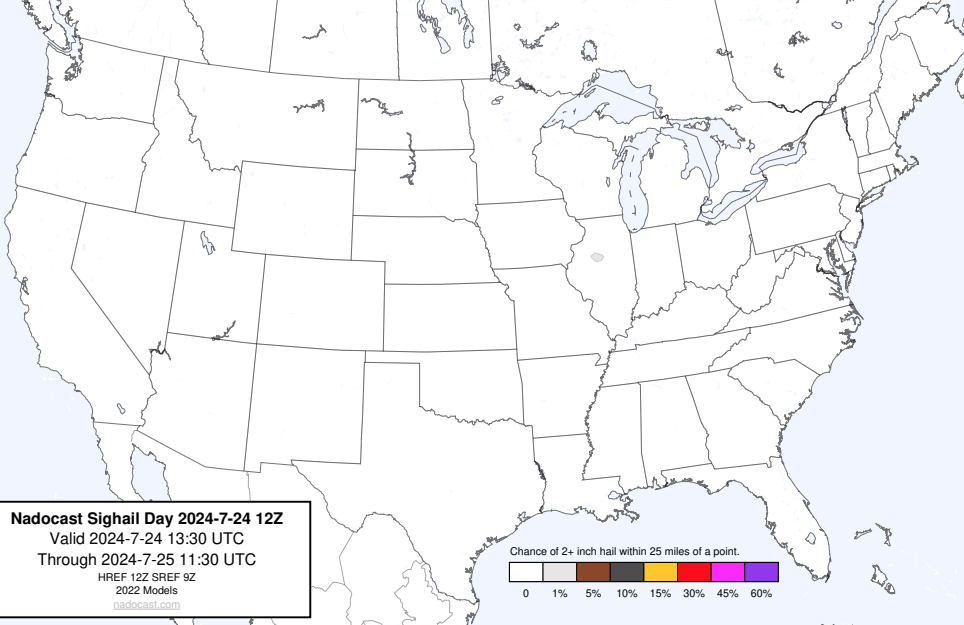 Nadocast Sighail Day 2024-7-24 12Z
Valid 2024-7-24 13:30 UTC
Through 2024-7-25 11:30 UTC
HREF 12Z SREF 9Z
2022 Models
nadocast.com
Chance of 2+ inch hail within 25 miles of a point.
0 1% 5% 10% 15% 30% 45% 60%